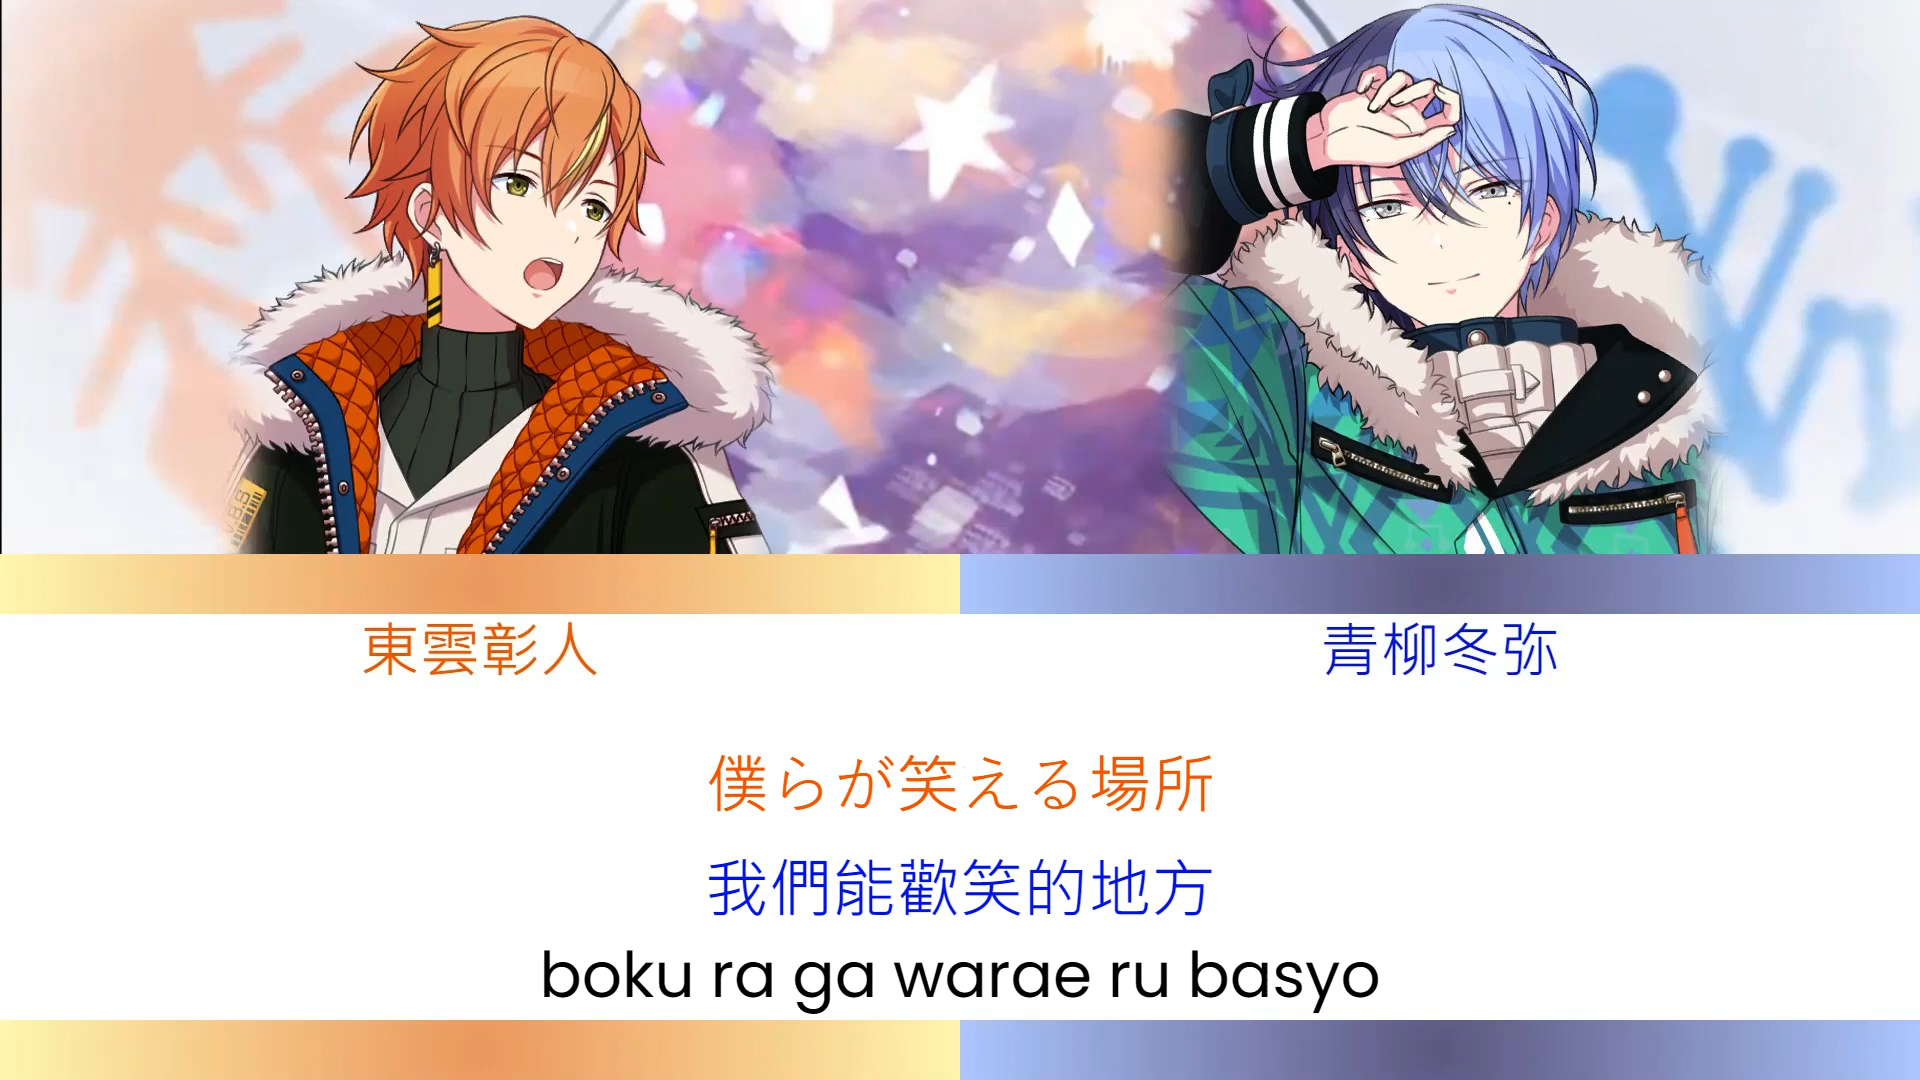 東雲彰人
青柳冬弥
僕らが笑える場所
我們能歡笑的地方
boku ra ga warae ru basyo